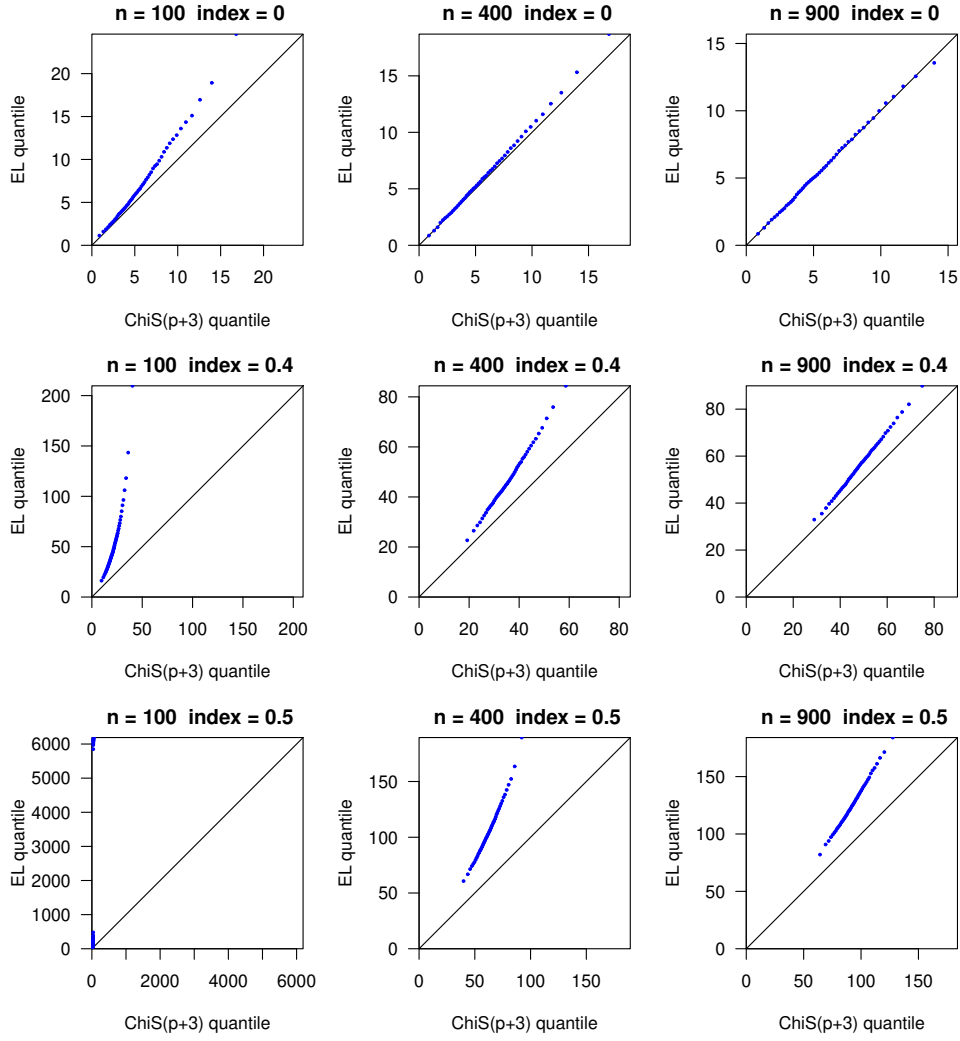 n = 100 index = 0
EL quantile
20
15
10
5
0
0 5 10 15 20
ChiS(p+3) quantile
n = 400 index = 0
EL quantile
15
10
5
0
0 5 10 15
ChiS(p+3) quantile
n = 900 index = 0
EL quantile
15
10
5
0
0 5 10 15
ChiS(p+3) quantile
n = 100 index = 0.4
EL quantile
200
150
100
50
0
0 50 100 150 200
ChiS(p+3) quantile
n = 400 index = 0.4
EL quantile
80
60
40
20
0
0 20 40 60 80
ChiS(p+3) quantile
n = 900 index = 0.4
EL quantile
80
60
40
20
0
0 20 40 60 80
ChiS(p+3) quantile
n = 100 index = 0.5
EL quantile
6000
5000
4000
3000
2000
1000
0
0 2000 4000 6000
ChiS(p+3) quantile
n = 400 index = 0.5
EL quantile
150
100
50
0
0 50 100 150
ChiS(p+3) quantile
n = 900 index = 0.5
EL quantile
150
100
50
0
0 50 100 150
ChiS(p+3) quantile